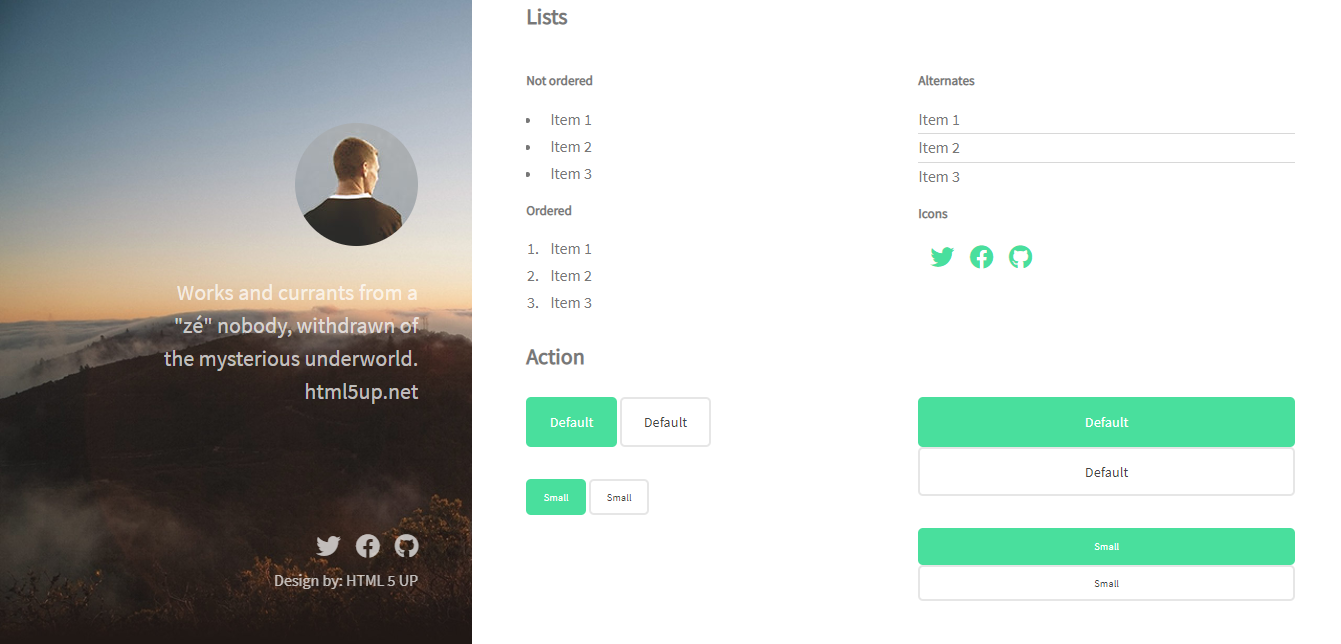 Works and currants from a
"zé" nobody, withdrawn of
the mysterious underworld.
html5up.net
Design by: HTML 5 UP
Lists
Not ordered
Item 1
Item 2
Item 3
Ordered
1. Item 1
2. Item 2
3. Item 3
Alternates
Item 1
Item 2
Item 3
Icons
Action
Default Default
Small Small
Default
Default
Small
Small